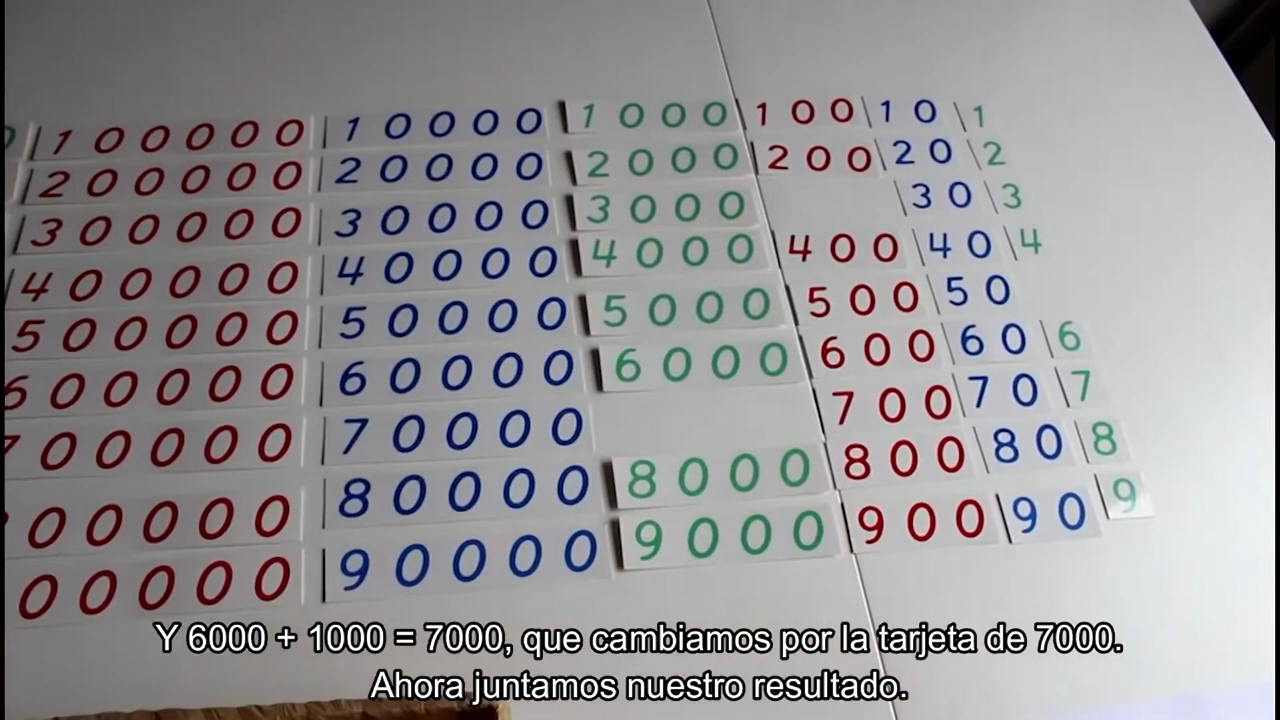 100000 10000 1000 100 10 1
200000 20000 2000 200 20 2
300000 30000 3000 30 3
400000 40000 4000 400 40 4
500000 50000 5000 500 50
600000 60000 6000 600 60 6
700000 70000 700 70 7
00000 80000 8000 800 80 8
00000 90000 9000 900 90 9
Y 6000 + 1000 = 7000, que cambiamos por la tarjeta de 7000.
Ahora juntamos nuestro resultado.